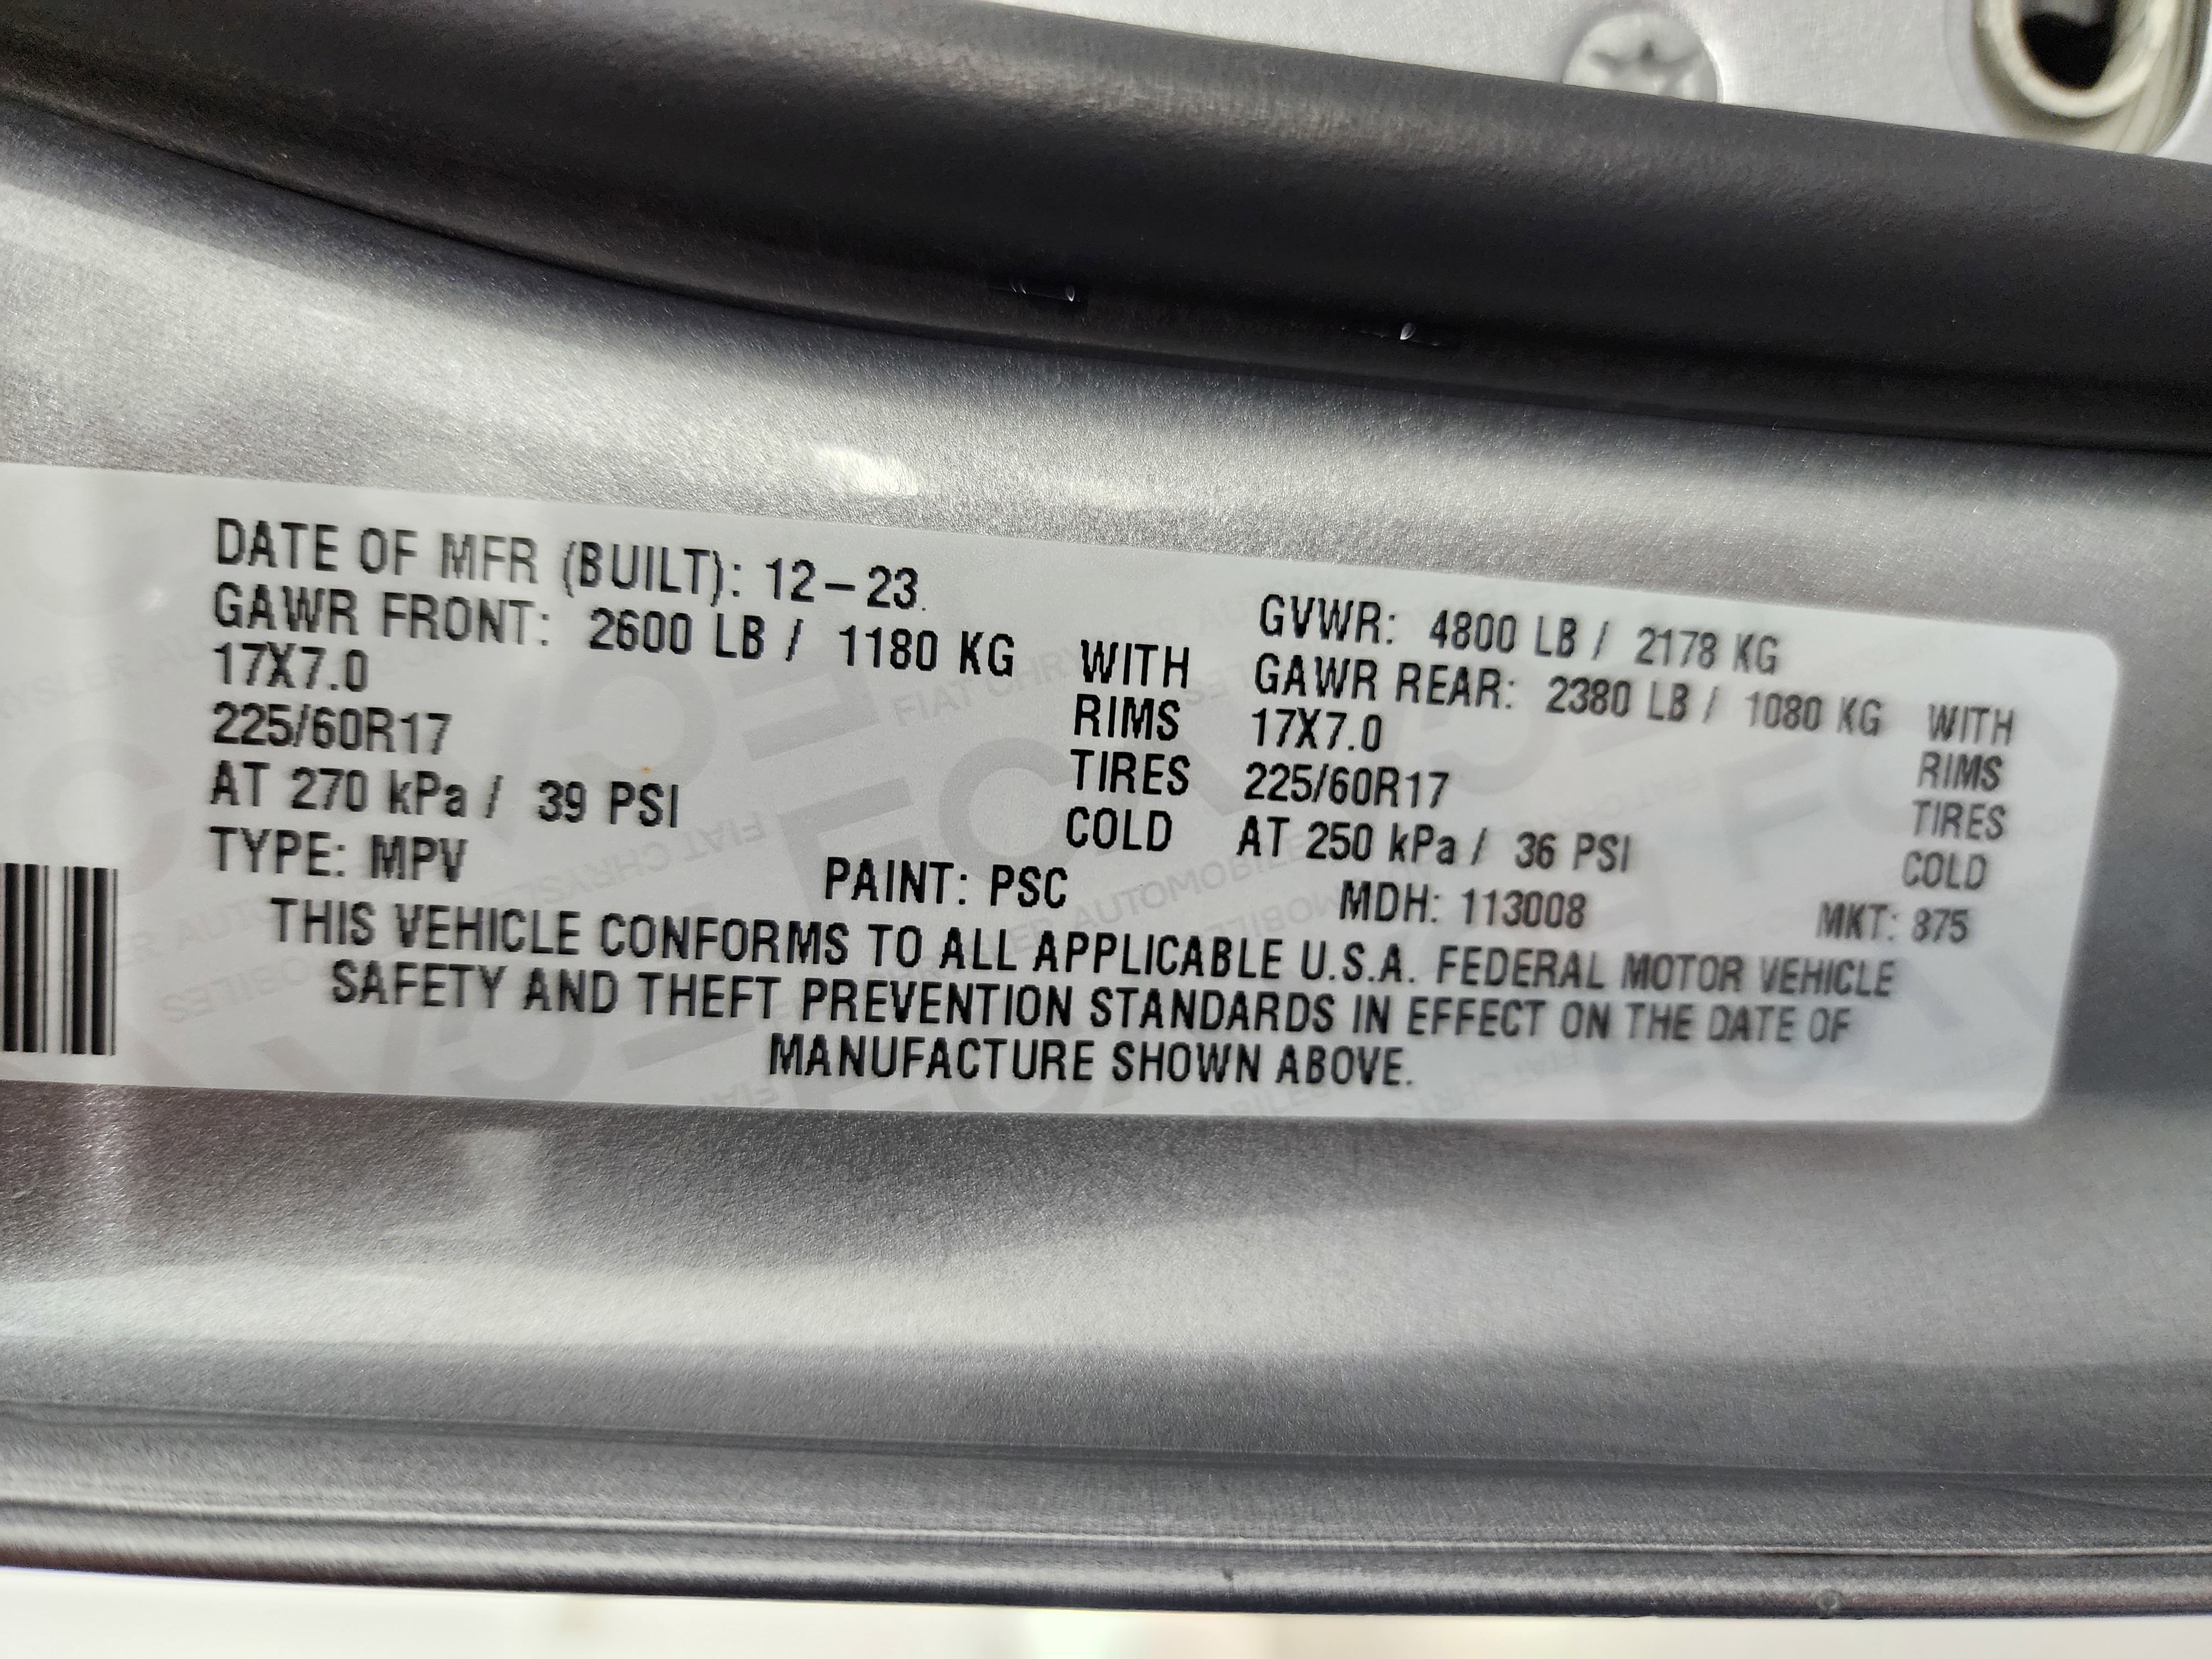 DATE OF MFR (BUILT): 12-23 GVWR: 4800 LB / 2178 KG
GAWR FRONT: 2600 LB / 1180 KG WITH GAWR REAR: 2380 LB / 1080 KG WITH
17X7.0 RIMS 17X7.0 RIMS
225/60R17 TIRES 225/60R17 TIRES
AT 270 kPa / 39 PSI COLD AT 250 kPa / 36 PSI COLD
TYPE: MPV PAINT: PSC MDH: 113008 MKT: 875
THIS VEHICLE CONFORMS TO ALL APPLICABLE U.S.A. FEDERAL MOTOR VEHICLE
SAFETY AND THEFT PREVENTION STANDARDS IN EFFECT ON THE DATE OF
MANUFACTURE SHOWN ABOVE.